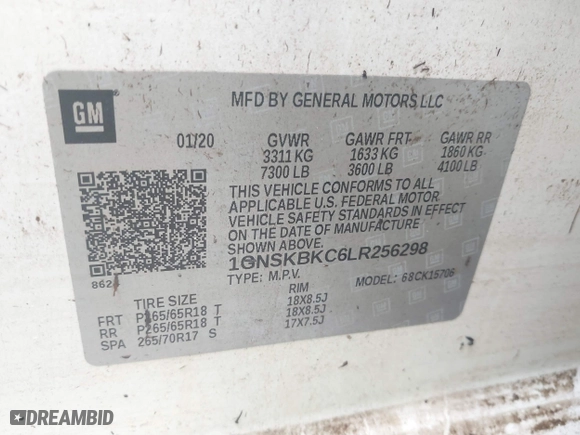 GM
MFD BY GENERAL MOTORS LLC
01/20 GVWR GAWR FRT GAWR RR
3311 KG 1633 KG 1860 KG
7300 LB 3600 LB 4100 LB
THIS VEHICLE CONFORMS TO ALL
APPLICABLE U.S. FEDERAL MOTOR
VEHICLE SAFETY STANDARDS IN EFFECT
ON THE DATE OF MANUFACTURE
SHOWN ABOVE.
1GNSKBKC6LR256298
TYPE: M.P.V. MODEL: 88CK15706
862
TIRE SIZE RIM
FRT P265/65R18 T 18X8.5J
RR P265/65R18 T 18X8.5J
SPA 265/70R17 S 17X7.5J
DREAMBID